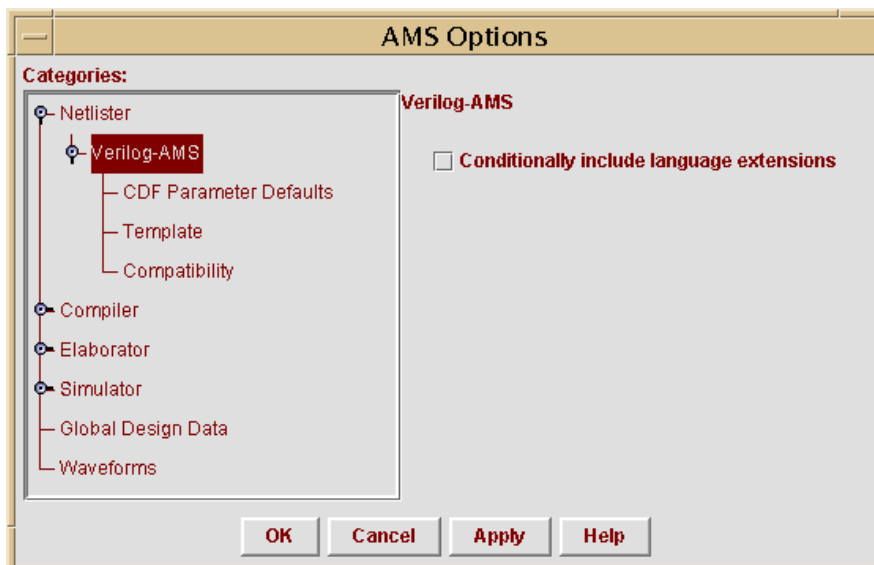 AMS Options
Categories:
Netlister
Verilog-AMS
CDF Parameter Defaults
Template
Compatibility
Compiler
Elaborator
Simulator
Global Design Data
Waveforms
Verilog-AMS
Conditionally include language extensions
OK Cancel Apply Help